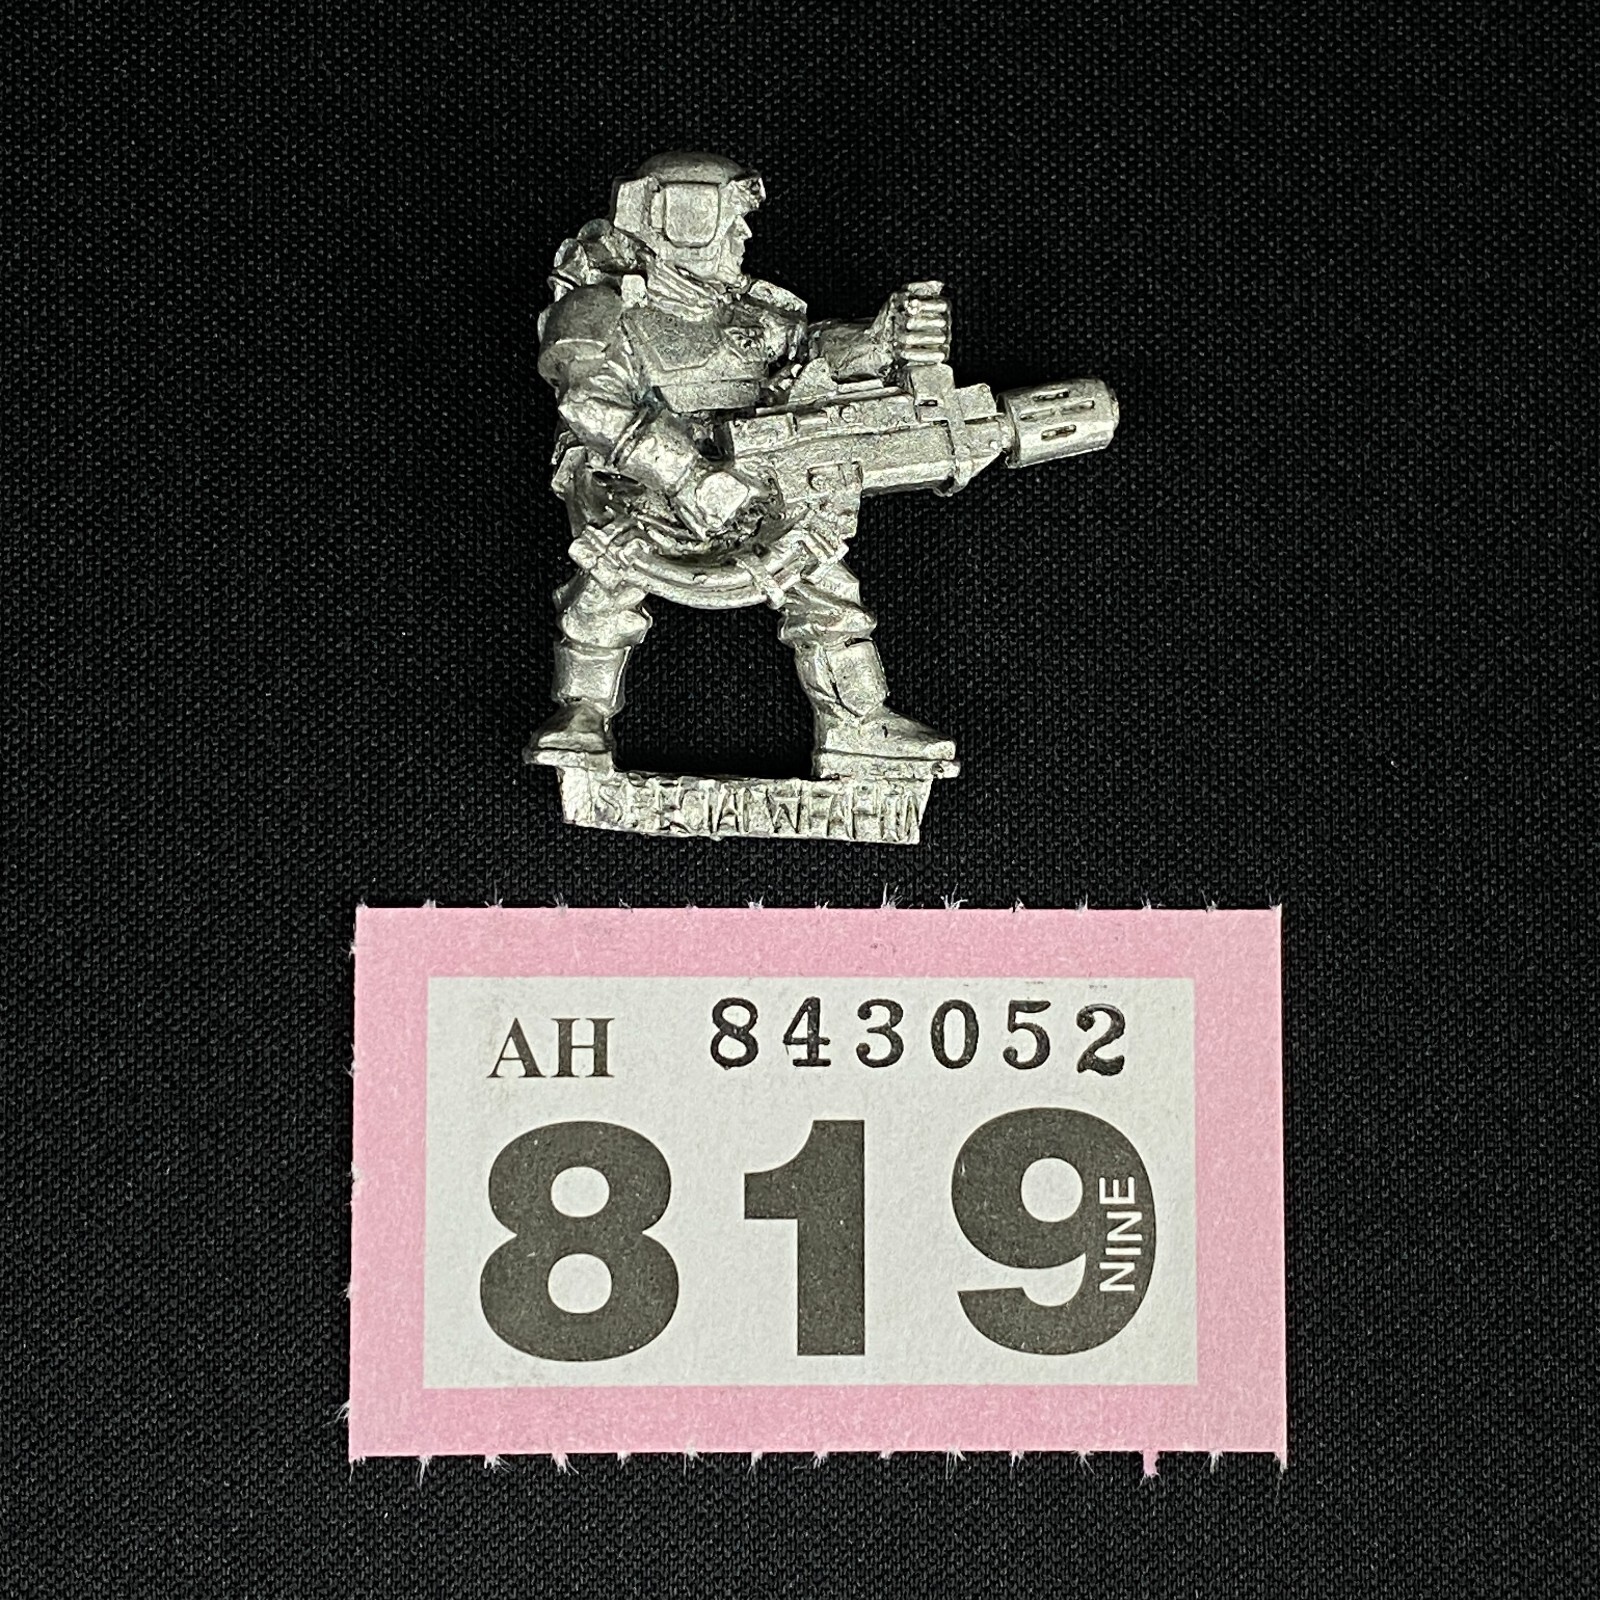 SPECIAL WEAPON
AH 843052
819
NINE